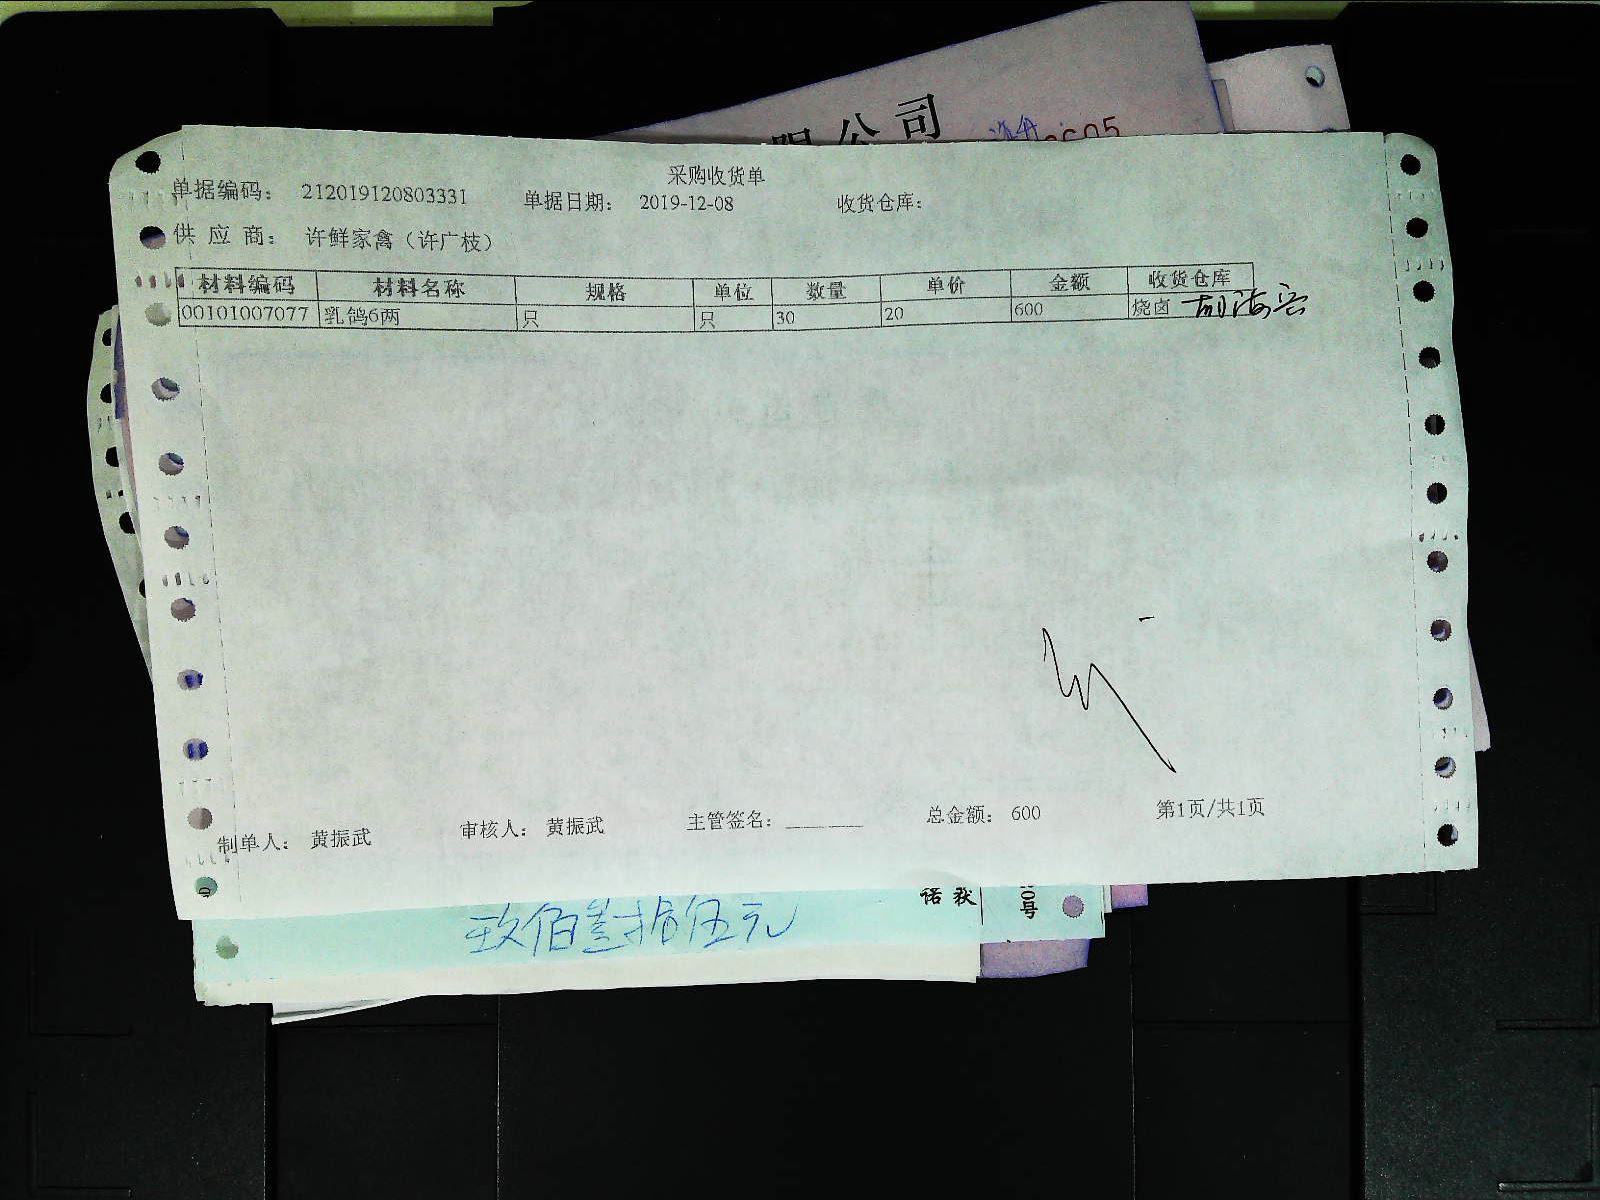 公司
采购收货单
单据编码： 212019120803331 单据日期： 2019-12-08 收货仓库：
供 应 商： 许鲜家禽（许广枝）
材料编码 材料名称 规格 单位 数量 单价 金额 收货仓库
00101007077 乳鸽6两 只 只 30 20 600 烧卤
制单人： 黄振武 审核人： 黄振武 主管签名：________ 总金额： 600 第1页/共1页
玖佰叁拾伍元